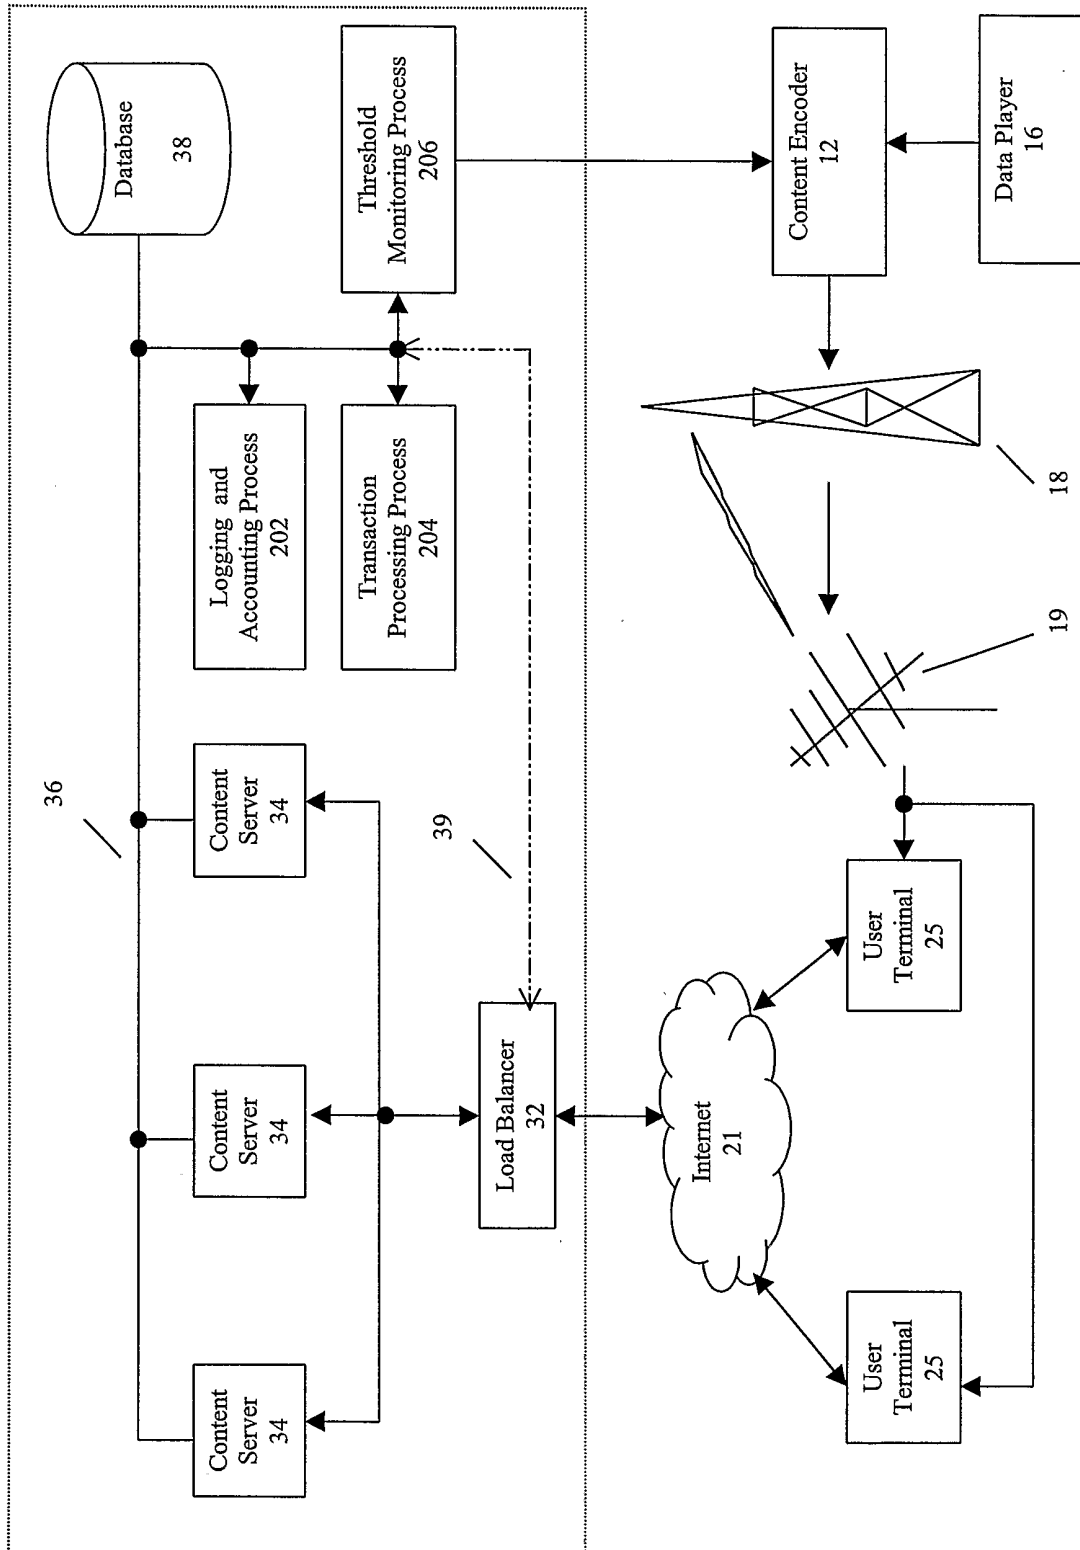 36
Content
Server
34
Content
Server
34
Content
Server
34
Logging and
Accounting Process
202
Database
38
Transaction
Processing Process
204
Threshold
Monitoring Process
206
39
Load Balancer
32
Internet
21
User
Terminal
25
User
Terminal
25
19
18
Content Encoder
12
Data Player
16